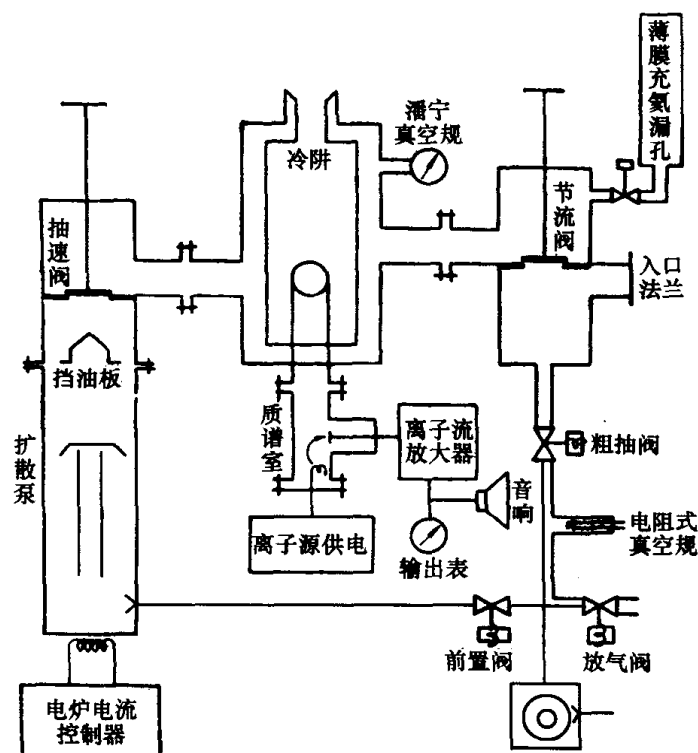 薄膜充氦漏孔
潘宁
真空规
冷阱
节流阀
抽速阀
入口
法兰
挡油板
扩散泵
质谱室
离子流
放大器
音响
粗抽阀
电阻式
真空规
离子源供电
输出表
前置阀
放气阀
电炉电流
控制器